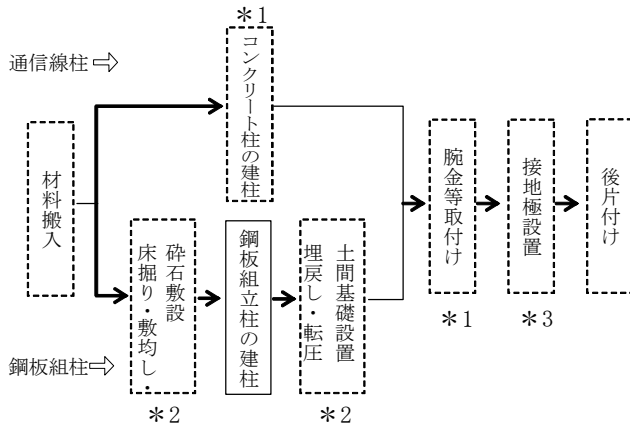 ＊1
通信線柱⇨
コンクリート柱の建柱
材料搬入
腕金等取付け
接地極設置
後片付け
床掘り・敷均し・
砕石敷設
鋼板組立柱の建柱
埋戻し・転圧
土間基礎設置
＊1
＊3
鋼板組柱⇨
＊2
＊2